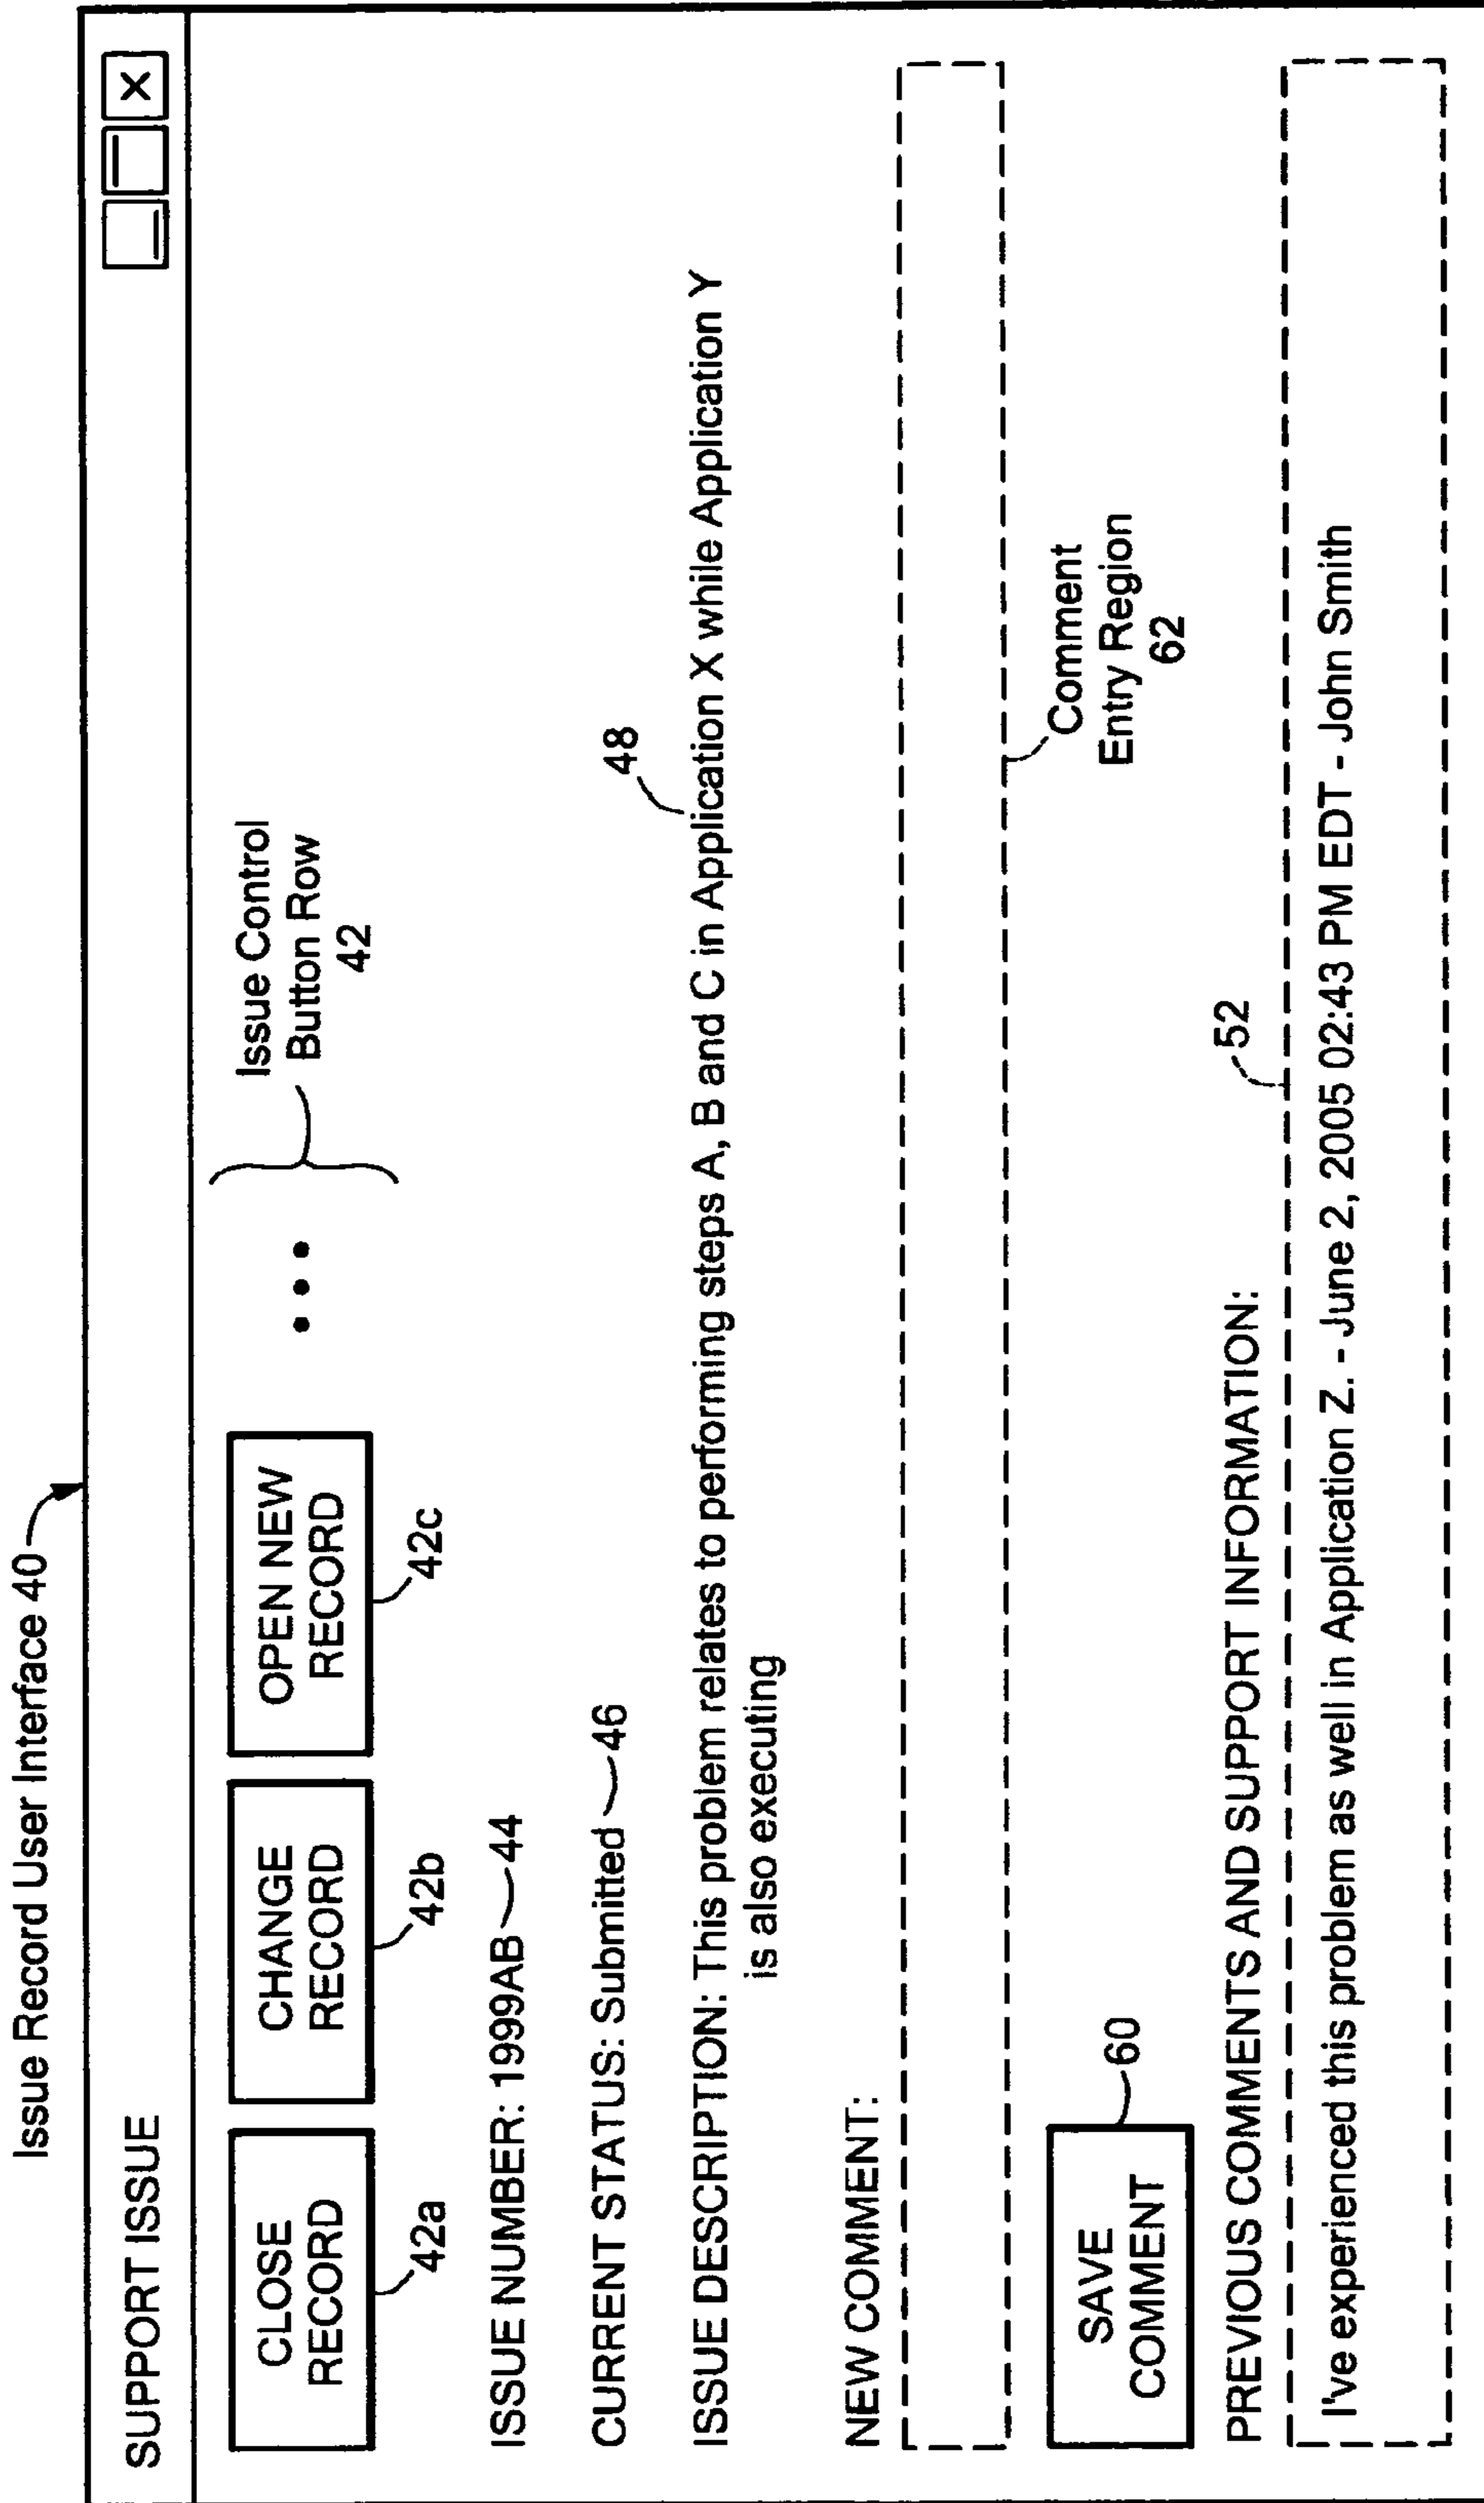 Issue Record User Interface 40
SUPPORT ISSUE
X
CLOSE
RECORD
42a
CHANGE
RECORD
42b
OPEN NEW
RECORD
42c
• • •
Issue Control
Button Row
42
ISSUE NUMBER: 1999AB 44
CURRENT STATUS: Submitted 46
48
ISSUE DESCRIPTION: This problem relates to performing steps A, B and C in Application X while Application Y
is also executing
NEW COMMENT:
Comment
Entry Region
62
SAVE
COMMENT
60
PREVIOUS COMMENTS AND SUPPORT INFORMATION:
52
I've experienced this problem as well in Application Z. - June 2, 2005 02:43 PM EDT - John Smith